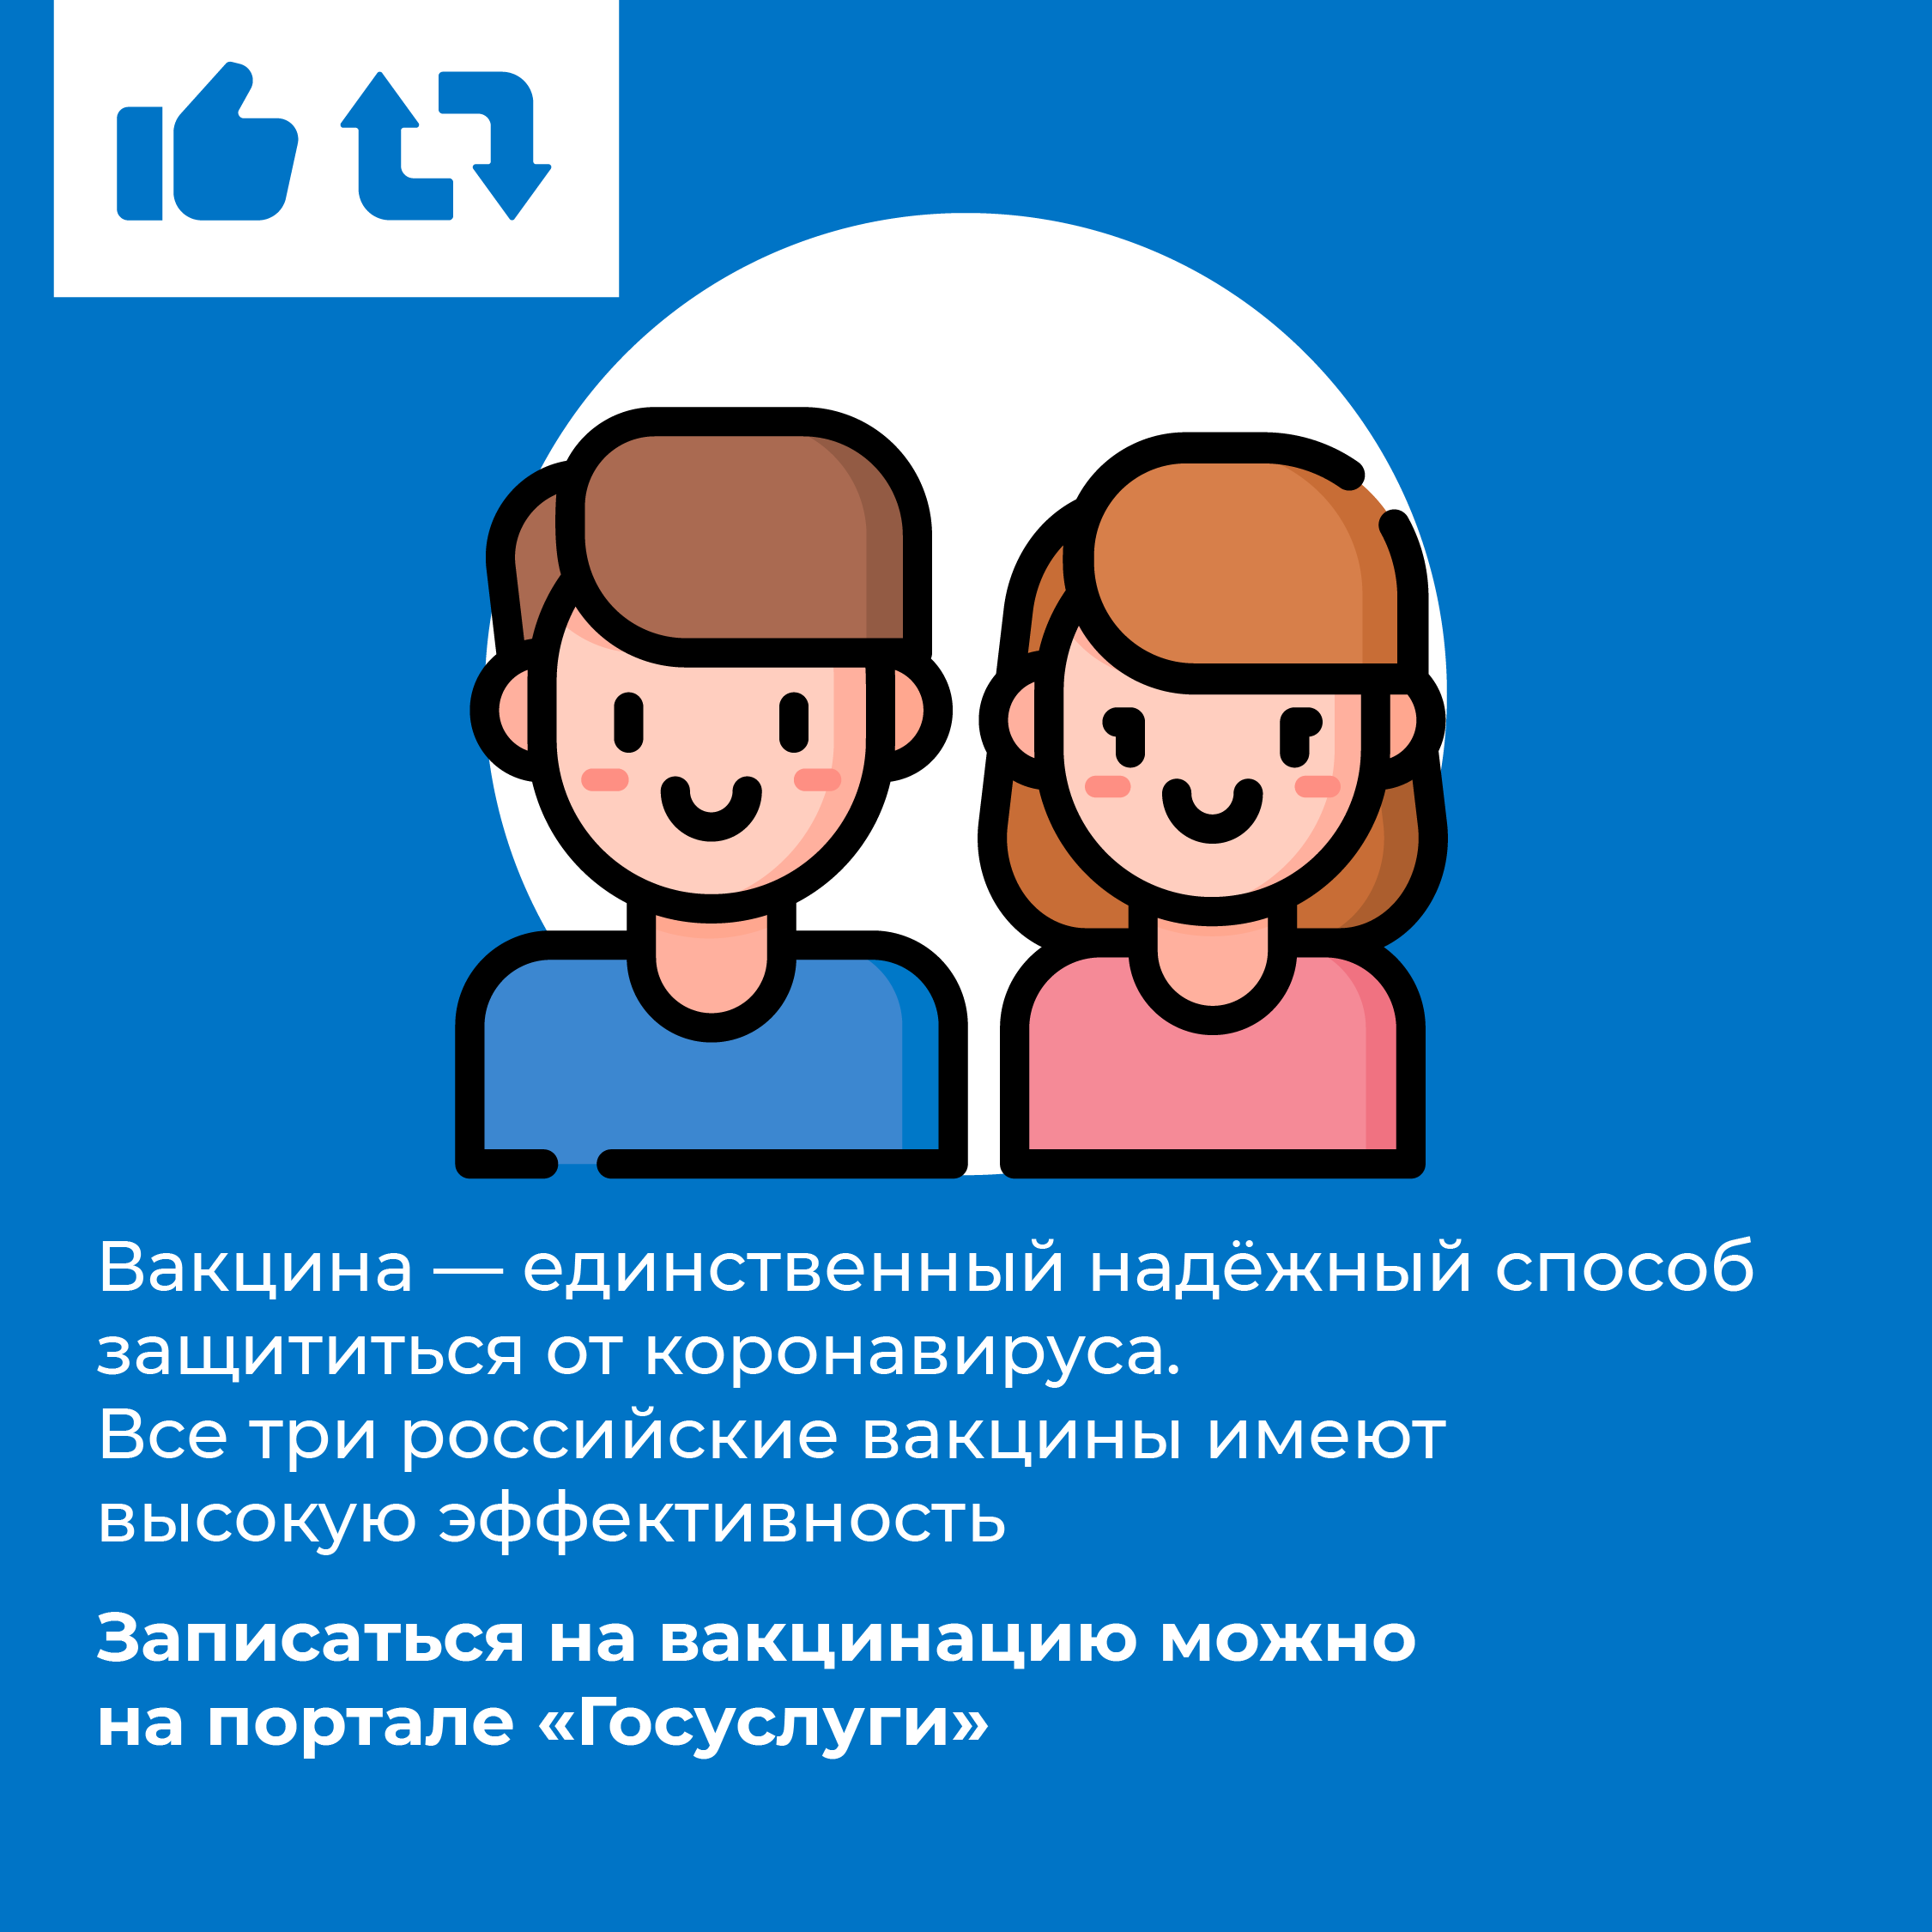 Вакцина — единственный надёжный способ
защититься от коронавируса.
Все три российские вакцины имеют
высокую эффективность
Записаться на вакцинацию можно
на портале «Госуслуги»